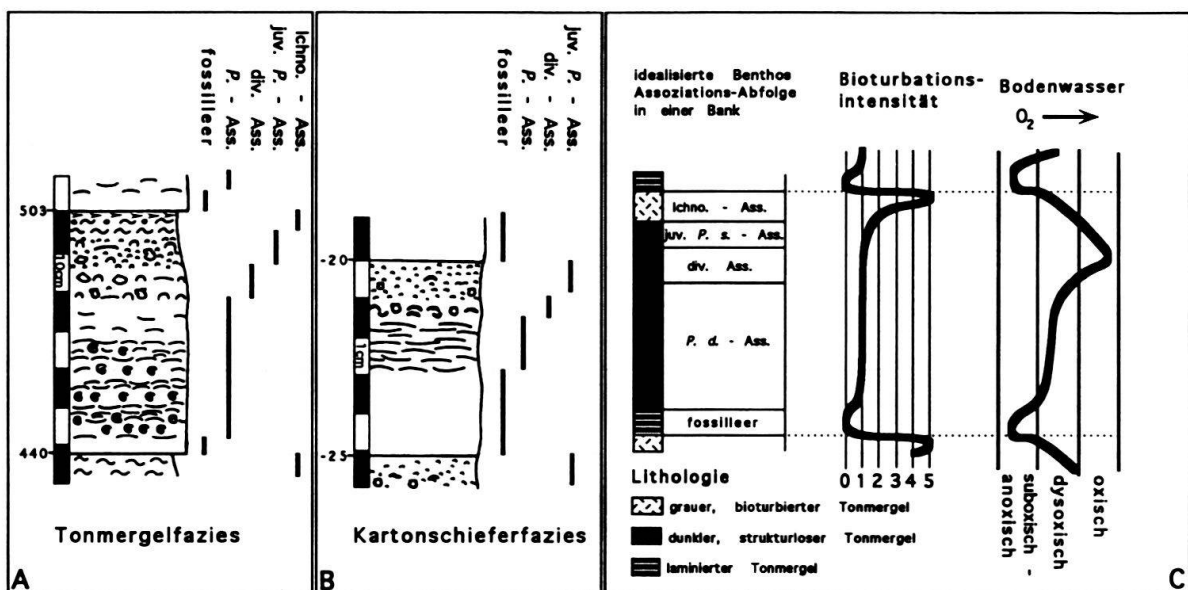 Ichno. - Ass.
juv. P. - Ass.
div. Ass.
P. - Ass.
fossilleer
503
10cm
440
Tonmergelfazies
A
juv. P. - Ass.
div. Ass.
P. - Ass.
fossilleer
-20
1cm
-25
Kartonschieferfazies
B
idealisierte Benthos
Assoziations-Abfolge
in einer Bank
Bioturbations-
intensität
Bodenwasser
O2
Ichno. - Ass.
juv. P. s. - Ass.
div. Ass.
P. d. - Ass.
fossilleer
0 1 2 3 4 5
anoxisch
suboxisch -
dysoxisch
oxisch
Lithologie
grauer, bioturbierter Tonmergel
dunkler, strukturloser Tonmergel
laminierter Tonmergel
C